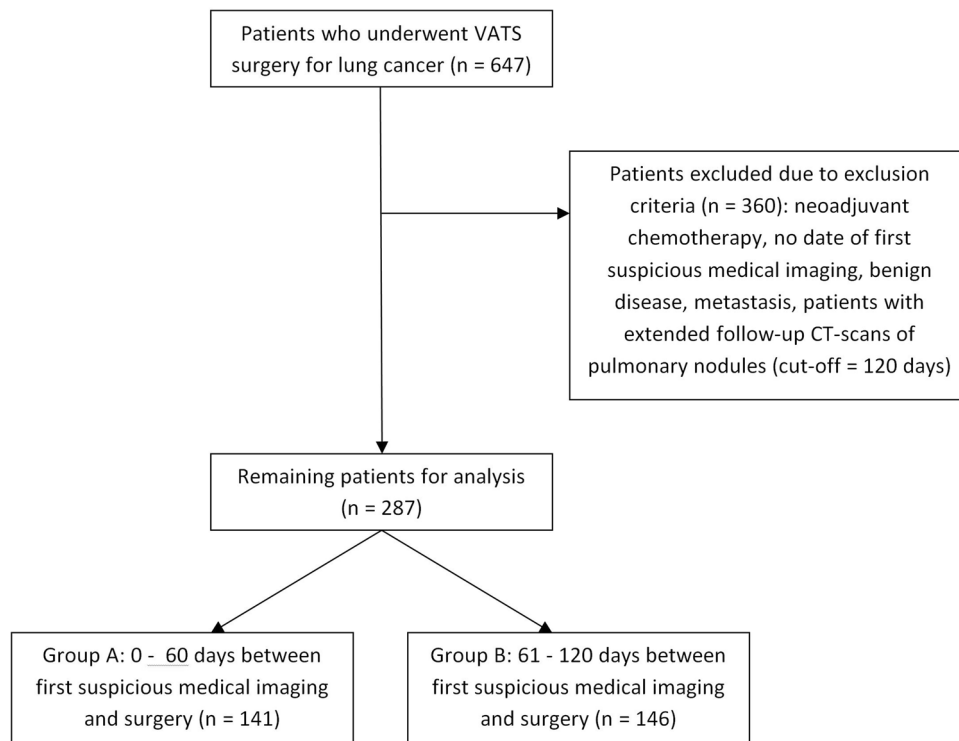 Patients who underwent VATS
surgery for lung cancer (n = 647)
Patients excluded due to exclusion
criteria (n = 360): neoadjuvant
chemotherapy, no date of first
suspicious medical imaging, benign
disease, metastasis, patients with
extended follow-up CT-scans of
pulmonary nodules (cut-off = 120 days)
Remaining patients for analysis
(n = 287)
Group A: 0 - 60 days between
first suspicious medical imaging
and surgery (n = 141)
Group B: 61 - 120 days between
first suspicious medical imaging
and surgery (n = 146)